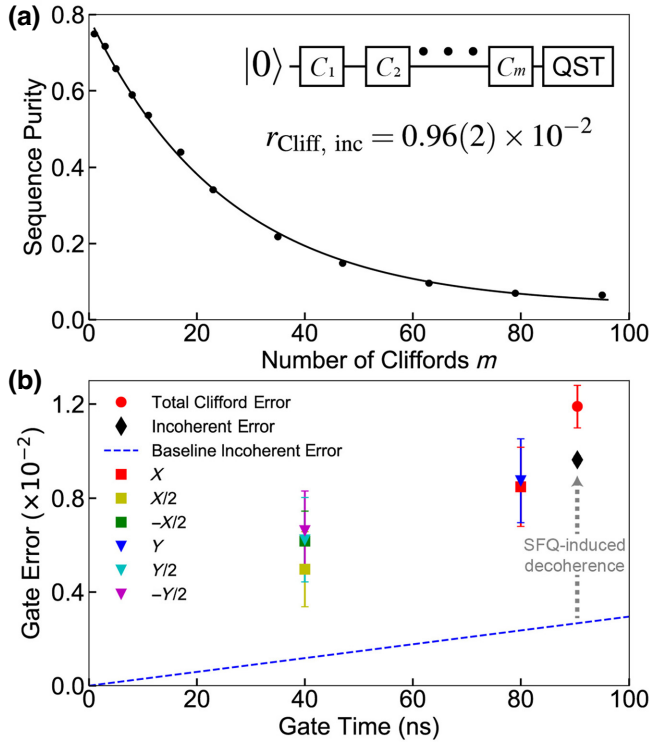 (a)
0.8
0.6
0.4
0.2
0.0
Sequence Purity
|0⟩ C₁ C₂ • • • Cₘ QST
r_Cliff, inc = 0.96(2) × 10⁻²
0 20 40 60 80 100
Number of Cliffords m
(b)
1.2
0.8
0.4
0.0
Gate Error (×10⁻²)
Total Clifford Error
Incoherent Error
Baseline Incoherent Error
X
X/2
–X/2
Y
Y/2
–Y/2
SFQ-induced
decoherence
0 20 40 60 80 100
Gate Time (ns)